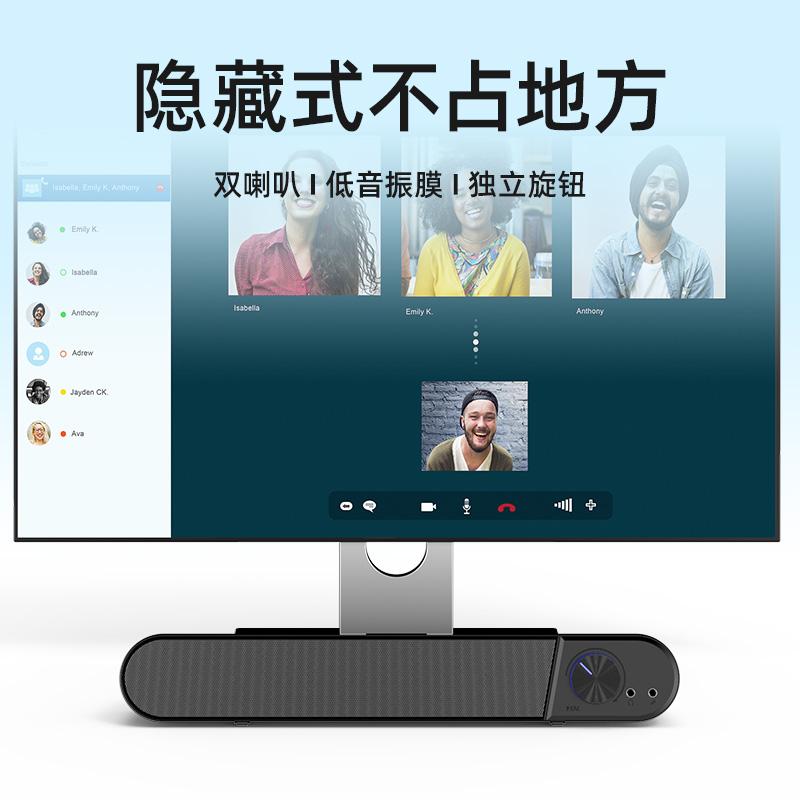 隐藏式不占地方
双喇叭 I 低音振膜 I 独立旋钮
Isabella, Emily K, Anthony
Emily K.
Isabella
Anthony
Adrew
Jayden CK.
Ava
Isabella
Emily K.
Anthony